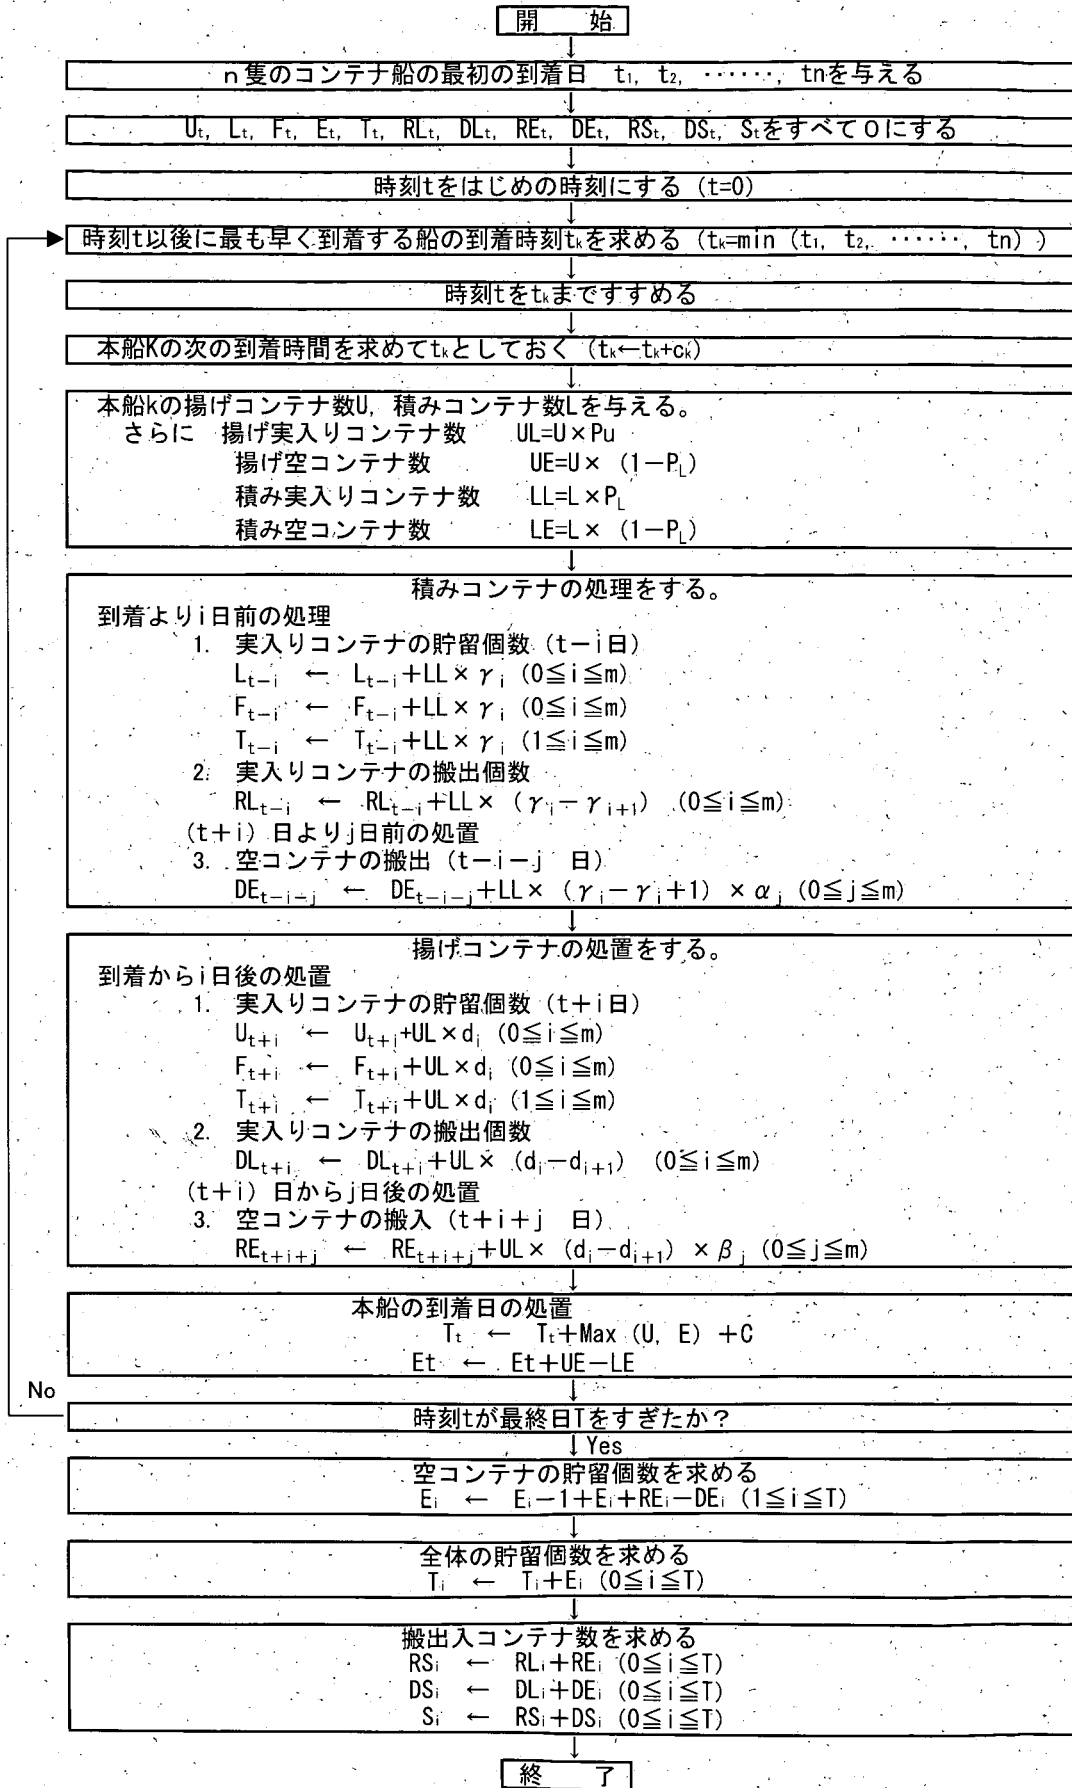 開　始
n隻のコンテナ船の最初の到着日　t₁, t₂, ……, tnを与える
Uₜ, Lₜ, Fₜ, Eₜ, Tₜ, RLₜ, DLₜ, REₜ, DEₜ, RSₜ, DSₜ, Sₜをすべて0にする
時刻tをはじめの時刻にする (t=0)
時刻t以後に最も早く到着する船の到着時刻tₖを求める (tₖ=min (t₁, t₂, ……, tn) )
時刻tをtₖまですすめる
本船Kの次の到着時間を求めてtₖとしておく (tₖ←tₖ+cₖ)
本船kの揚げコンテナ数U, 積みコンテナ数Lを与える。
さらに　揚げ実入りコンテナ数　UL=U×Pu
揚げ空コンテナ数　UE=U× (1−P_L)
積み実入りコンテナ数　LL=L×P_L
積み空コンテナ数　LE=L× (1−P_L)
積みコンテナの処理をする。
到着よりi日前の処理
1. 実入りコンテナの貯留個数 (t−i日)
L_{t−i} ← L_{t−i}+LL×γ_i (0≦i≦m)
F_{t−i} ← F_{t−i}+LL×γ_i (0≦i≦m)
T_{t−i} ← T_{t−i}+LL×γ_i (1≦i≦m)
2. 実入りコンテナの搬出個数
RL_{t−i} ← RL_{t−i}+LL× (γ_i−γ_{i+1}) (0≦i≦m)
(t+i) 日よりj日前の処置
3. 空コンテナの搬出 (t−i−j　日)
DE_{t−i−j} ← DE_{t−i−j}+LL× (γ_i−γ_i+1) ×α_j (0≦j≦m)
揚げコンテナの処置をする。
到着からi日後の処置
1. 実入りコンテナの貯留個数 (t+i日)
U_{t+i} ← U_{t+i}+UL×d_i (0≦i≦m)
F_{t+i} ← F_{t+i}+UL×d_i (0≦i≦m)
T_{t+i} ← T_{t+i}+UL×d_i (1≦i≦m)
2. 実入りコンテナの搬出個数
DL_{t+i} ← DL_{t+i}+UL× (d_i−d_{i+1}) (0≦i≦m)
(t+i) 日からj日後の処置
3. 空コンテナの搬入 (t+i+j　日)
RE_{t+i+j} ← RE_{t+i+j}+UL× (d_i−d_{i+1}) ×β_j (0≦j≦m)
本船の到着日の処置
Tₜ ← Tₜ+Max (U, E) +C
Et ← Et+UE−LE
No
時刻tが最終日Tをすぎたか？
Yes
空コンテナの貯留個数を求める
Eᵢ ← Eᵢ−1+Eᵢ+REᵢ−DEᵢ (1≦i≦T)
全体の貯留個数を求める
Tᵢ ← Tᵢ+Eᵢ (0≦i≦T)
搬出入コンテナ数を求める
RSᵢ ← RLᵢ+REᵢ (0≦i≦T)
DSᵢ ← DLᵢ+DEᵢ (0≦i≦T)
Sᵢ ← RSᵢ+DSᵢ (0≦i≦T)
終　了